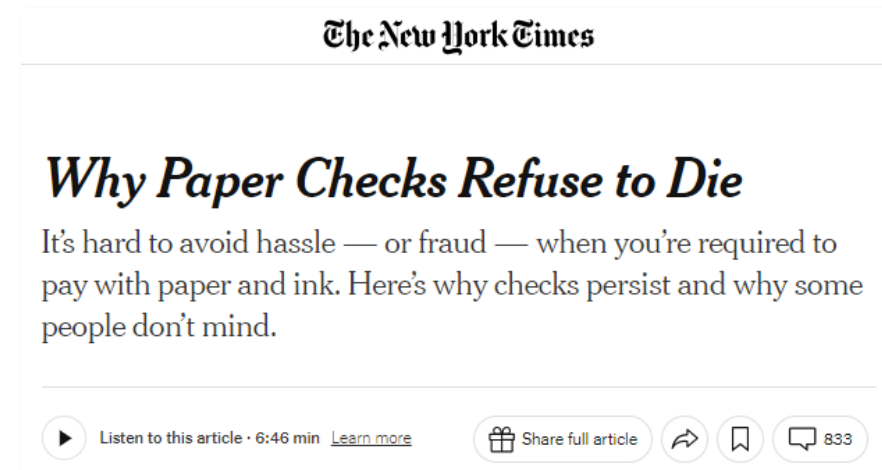 The New York Times
Why Paper Checks Refuse to Die
It’s hard to avoid hassle — or fraud — when you’re required to
pay with paper and ink. Here’s why checks persist and why some
people don’t mind.
Listen to this article · 6:46 min Learn more
Share full article
833